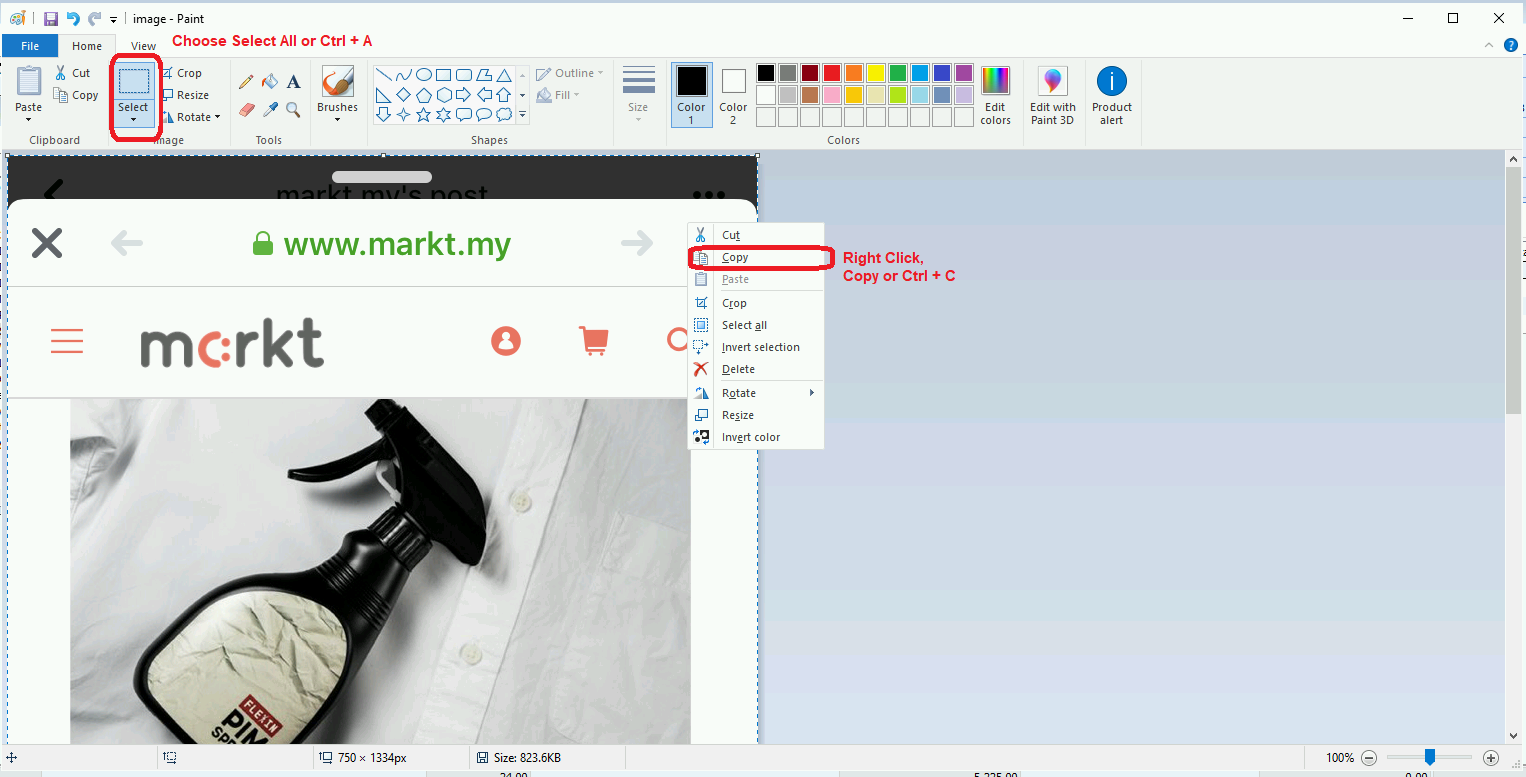 image - Paint
File
Home
View
Choose Select All or Ctrl + A
Cut
Copy
Paste
Clipboard
Select
Crop
Resize
Rotate
Image
A
Tools
Brushes
Shapes
Outline
Fill
Size
Color
1
Color
2
Edit
colors
Colors
Edit with
Paint 3D
Product
alert
markt.my's post
www.markt.my
markt
Cut
Copy
Paste
Crop
Select all
Invert selection
Delete
Rotate
Resize
Invert color
Right Click,
Copy or Ctrl + C
FLEXIN
750 × 1334px
Size: 823.6KB
100%